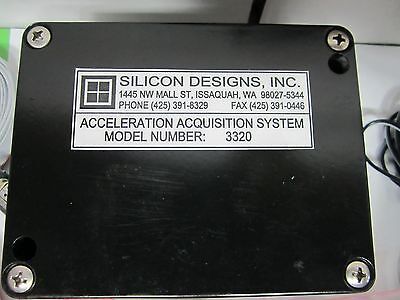 SILICON DESIGNS, INC.
1445 NW MALL ST, ISSAQUAH, WA 98027-5344
PHONE (425) 391-8329 FAX (425) 391-0446
ACCELERATION ACQUISITION SYSTEM
MODEL NUMBER: 3320